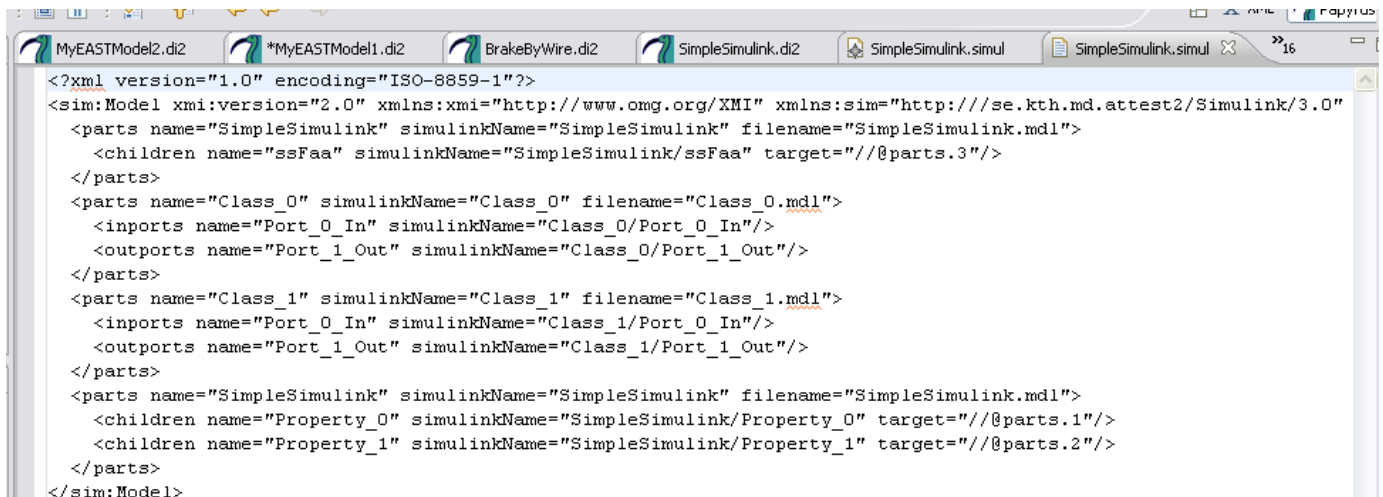 XML Papyrus
MyEASTModel2.di2 *MyEASTModel1.di2 BrakeByWire.di2 SimpleSimulink.di2 SimpleSimulink.simul SimpleSimulink.simul »16
<?xml version="1.0" encoding="ISO-8859-1"?>
<sim:Model xmi:version="2.0" xmlns:xmi="http://www.omg.org/XMI" xmlns:sim="http:///se.kth.md.attest2/Simulink/3.0"
<parts name="SimpleSimulink" simulinkName="SimpleSimulink" filename="SimpleSimulink.mdl">
<children name="ssFaa" simulinkName="SimpleSimulink/ssFaa" target="//@parts.3"/>
</parts>
<parts name="Class_0" simulinkName="Class_0" filename="Class_0.mdl">
<inports name="Port_0_In" simulinkName="Class_0/Port_0_In"/>
<outports name="Port_1_Out" simulinkName="Class_0/Port_1_Out"/>
</parts>
<parts name="Class_1" simulinkName="Class_1" filename="Class_1.mdl">
<inports name="Port_0_In" simulinkName="Class_1/Port_0_In"/>
<outports name="Port_1_Out" simulinkName="Class_1/Port_1_Out"/>
</parts>
<parts name="SimpleSimulink" simulinkName="SimpleSimulink" filename="SimpleSimulink.mdl">
<children name="Property_0" simulinkName="SimpleSimulink/Property_0" target="//@parts.1"/>
<children name="Property_1" simulinkName="SimpleSimulink/Property_1" target="//@parts.2"/>
</parts>
</sim:Model>